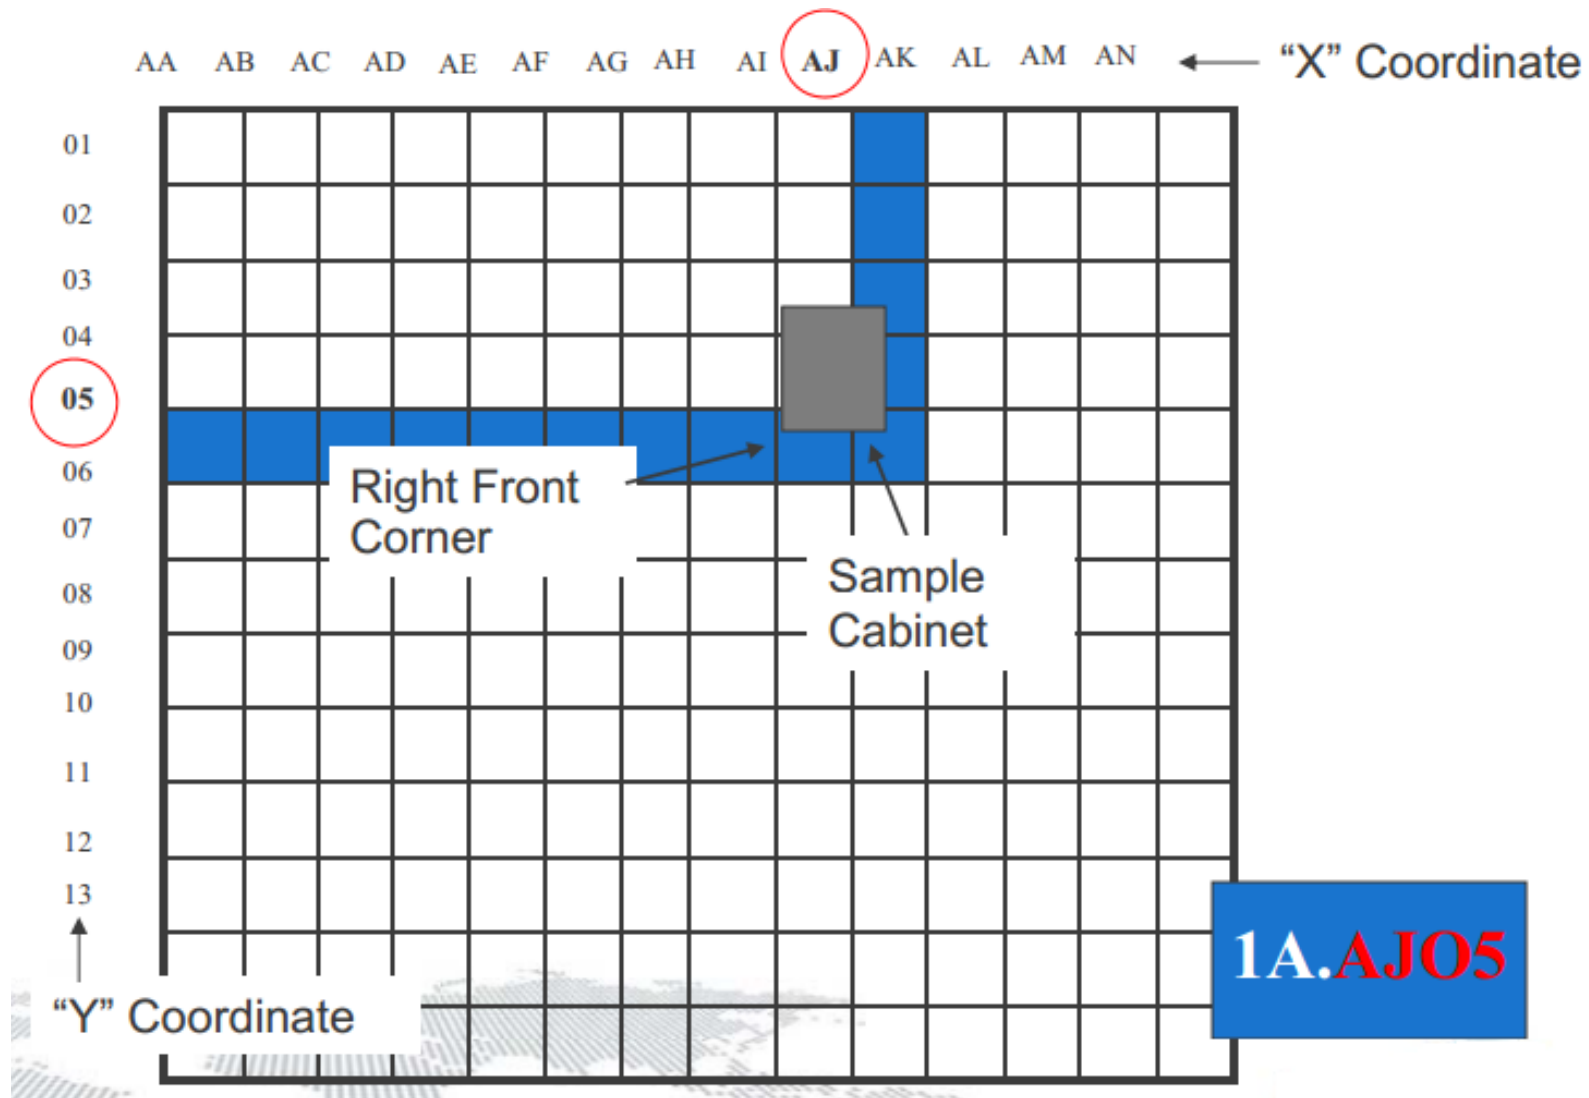 AA AB AC AD AE AF AG AH AI AJ AK AL AM AN "X" Coordinate
01
02
03
04
05
06
07
08
09
10
11
12
13
Right Front
Corner
Sample
Cabinet
1A.AJO5
"Y" Coordinate